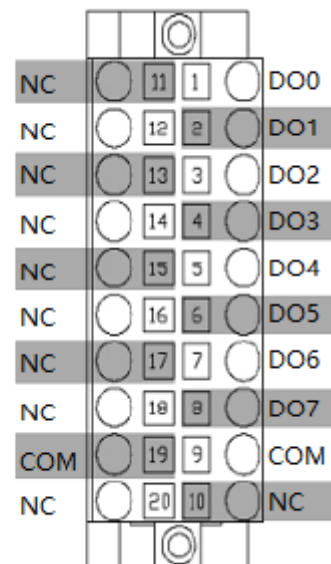 NC 11 1 DO0
NC 12 2 DO1
NC 13 3 DO2
NC 14 4 DO3
NC 15 5 DO4
NC 16 6 DO5
NC 17 7 DO6
NC 18 8 DO7
COM 19 9 COM
NC 20 10 NC